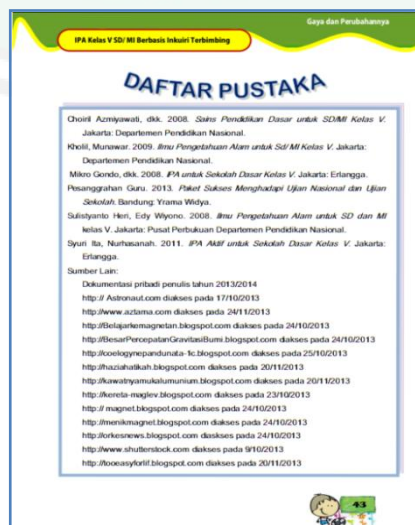 Gaya dan Perubahannya
IPA Kelas V SD/ MI Berbasis Inkuiri Terbimbing
DAFTAR PUSTAKA
Choiril Azmiyawati, dkk. 2008. Sains Pendidikan Dasar untuk SD/MI Kelas V.
Jakarta: Departemen Pendidikan Nasional.
Kholil, Munawar. 2009. Ilmu Pengetahuan Alam untuk Sd/ MI Kelas V. Jakarta:
Departemen Pendidikan Nasional.
Mikro Gondo, dkk. 2008. IPA untuk Sekolah Dasar Kelas V. Jakarta: Erlangga.
Pesanggrahan Guru. 2013. Paket Sukses Menghadapi Ujian Nasional dan Ujian
Sekolah. Bandung: Yrama Widya.
Sulistyanto Heri, Edy Wiyono. 2008. Ilmu Pengetahuan Alam untuk SD dan MI
kelas V. Jakarta: Pusat Perbukuan Departemen Pendidikan Nasional.
Syuri Ita, Nurhasanah. 2011. IPA Aktif untuk Sekolah Dasar Kelas V. Jakarta:
Erlangga.
Sumber Lain:
Dokumentasi pribadi penulis tahun 2013/2014
http:// Astronaut.com diakses pada 17/10/2013
http://www.aztama.com diakses pada 24/11/2013
http://Belajarkemagnetan.blogspot.com diakses pada 24/10/2013
http://BesarPercepatanGravitasiBumi.blogspot.com diakses pada 24/10/2013
http://coelogynepandunata-1c.blogspot.com diakses pada 25/10/2013
http://haziahatikah.blogspot.com diakses pada 20/11/2013
http://kawatnyamukalumunium.blogspot.com diakses pada 20/11/2013
http://kereta-maglev.blogspot.com diakses pada 23/10/2013
http:// magnet.blogspot.com diakses pada 24/10/2013
http://menikmagnet.blogspot.com diakses pada 24/10/2013
http://orkesnews.blogspot.com diaskses pada 24/10/2013
http://www.shutterstock.com diakses pada 9/10/2013
http://tooeasyforlif.blogspot.com diakses pada 20/11/2013
43